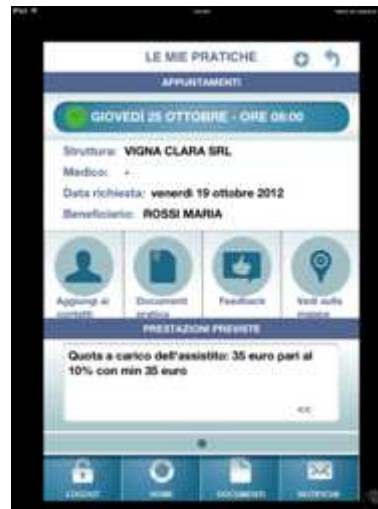 LE MIE PRATICHE
APPUNTAMENTI
GIOVEDÌ 25 OTTOBRE - ORE 08:00
Struttura: VIGNA CLARA SRL
Medico: -
Data richiesta: venerdì 19 ottobre 2012
Beneficiario: ROSSI MARIA
Aggiungi ai contatti
Documenti pratica
Feedback
Vedi sulla mappa
PRESTAZIONI PREVISTE
Quota a carico dell'assistito: 35 euro pari al
10% con min 35 euro
<<
LOGOUT
HOME
DOCUMENTI
NOTIFICHE